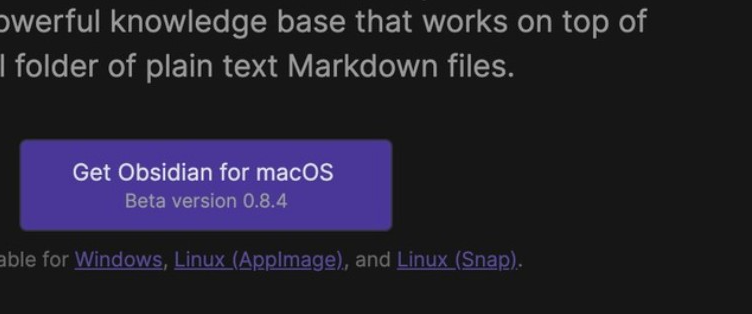 owerful knowledge base that works on top of
l folder of plain text Markdown files.
Get Obsidian for macOS
Beta version 0.8.4
able for Windows, Linux (AppImage), and Linux (Snap).